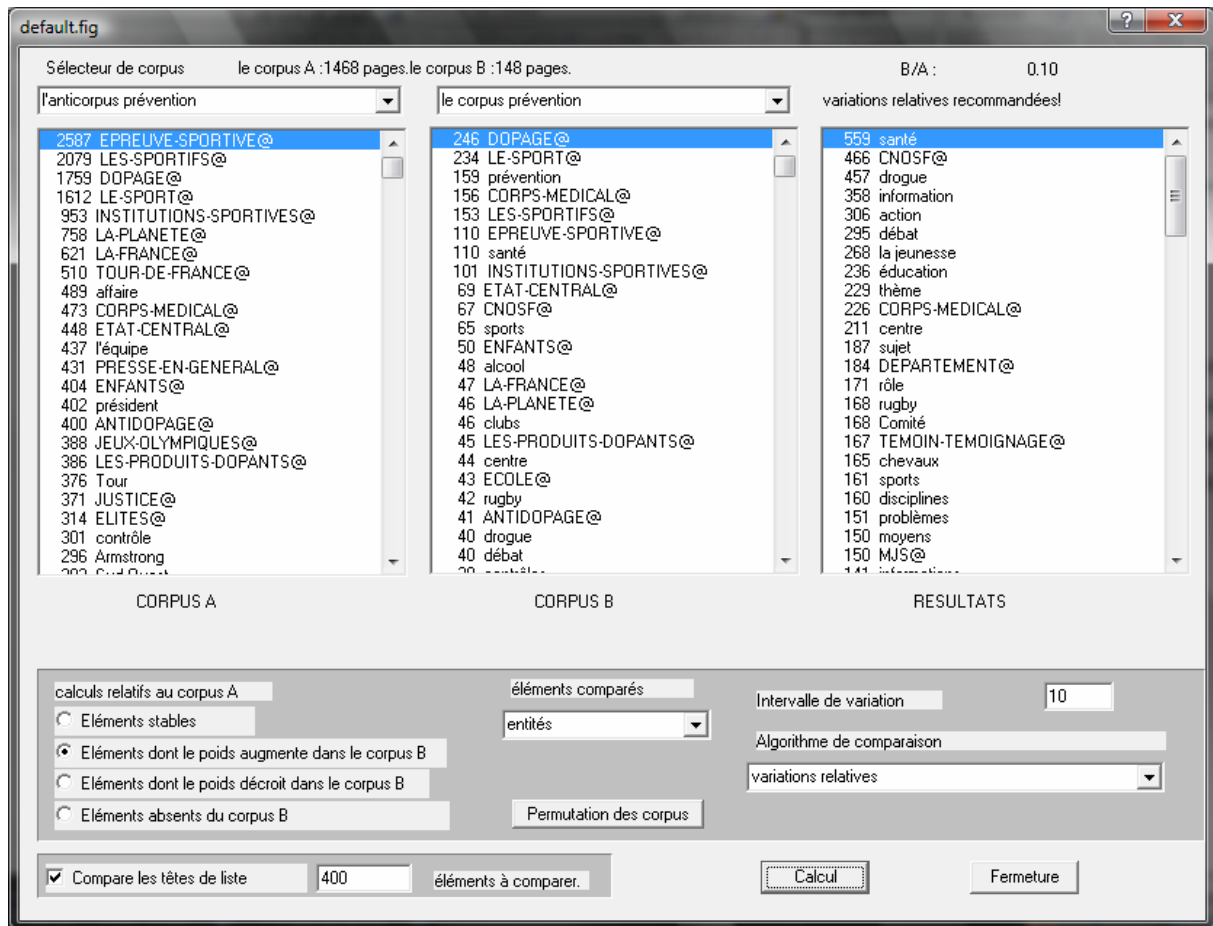 default.fig
Sélecteur de corpus le corpus A :1468 pages.le corpus B :148 pages. B/A : 0.10
l'anticorpus prévention
le corpus prévention
variations relatives recommandées!
2587 EPREUVE-SPORTIVE@
2079 LES-SPORTIFS@
1759 DOPAGE@
1612 LE-SPORT@
953 INSTITUTIONS-SPORTIVES@
758 LA-PLANETE@
621 LA-FRANCE@
510 TOUR-DE-FRANCE@
489 affaire
473 CORPS-MEDICAL@
448 ETAT-CENTRAL@
437 l'équipe
431 PRESSE-EN-GENERAL@
404 ENFANTS@
402 président
400 ANTIDOPAGE@
388 JEUX-OLYMPIQUES@
386 LES-PRODUITS-DOPANTS@
376 Tour
371 JUSTICE@
314 ELITES@
301 contrôle
296 Armstrong
246 DOPAGE@
234 LE-SPORT@
159 prévention
156 CORPS-MEDICAL@
153 LES-SPORTIFS@
110 EPREUVE-SPORTIVE@
110 santé
101 INSTITUTIONS-SPORTIVES@
69 ETAT-CENTRAL@
67 CNOSF@
65 sports
50 ENFANTS@
48 alcool
47 LA-FRANCE@
46 LA-PLANETE@
46 clubs
45 LES-PRODUITS-DOPANTS@
44 centre
43 ECOLE@
42 rugby
41 ANTIDOPAGE@
40 drogue
40 débat
559 santé
466 CNOSF@
457 drogue
358 information
306 action
295 débat
268 la jeunesse
236 éducation
229 thème
226 CORPS-MEDICAL@
211 centre
187 sujet
184 DEPARTEMENT@
171 rôle
168 rugby
168 Comité
167 TEMOIN-TEMOIGNAGE@
165 chevaux
161 sports
160 disciplines
151 problèmes
150 moyens
150 MJS@
CORPUS A
CORPUS B
RESULTATS
calculs relatifs au corpus A
Eléments stables
Eléments dont le poids augmente dans le corpus B
Eléments dont le poids décroit dans le corpus B
Eléments absents du corpus B
éléments comparés
entités
Permutation des corpus
Intervalle de variation 10
Algorithme de comparaison
variations relatives
Compare les têtes de liste 400 éléments à comparer.
Calcul
Fermeture